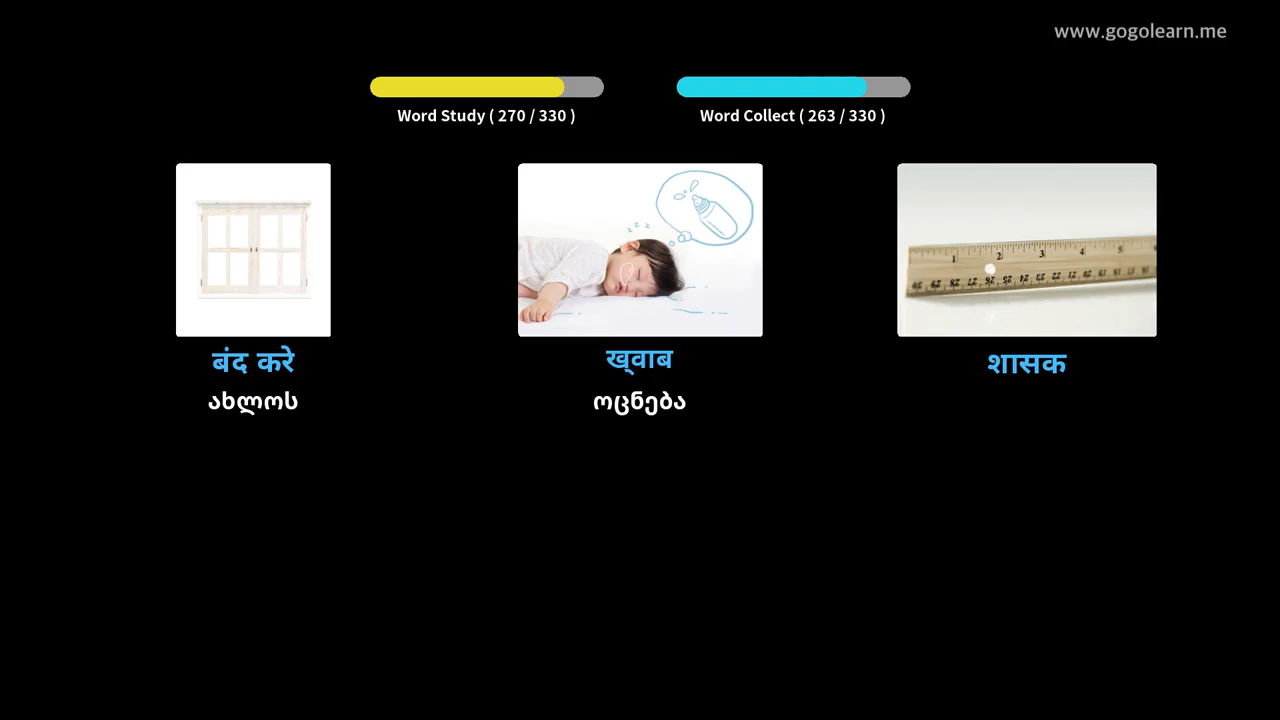 www.gogolearn.me
Word Study ( 270 / 330 )
Word Collect ( 263 / 330 )
बंद करे
ख़्वाब
शासक
ახლოს
ოცნება